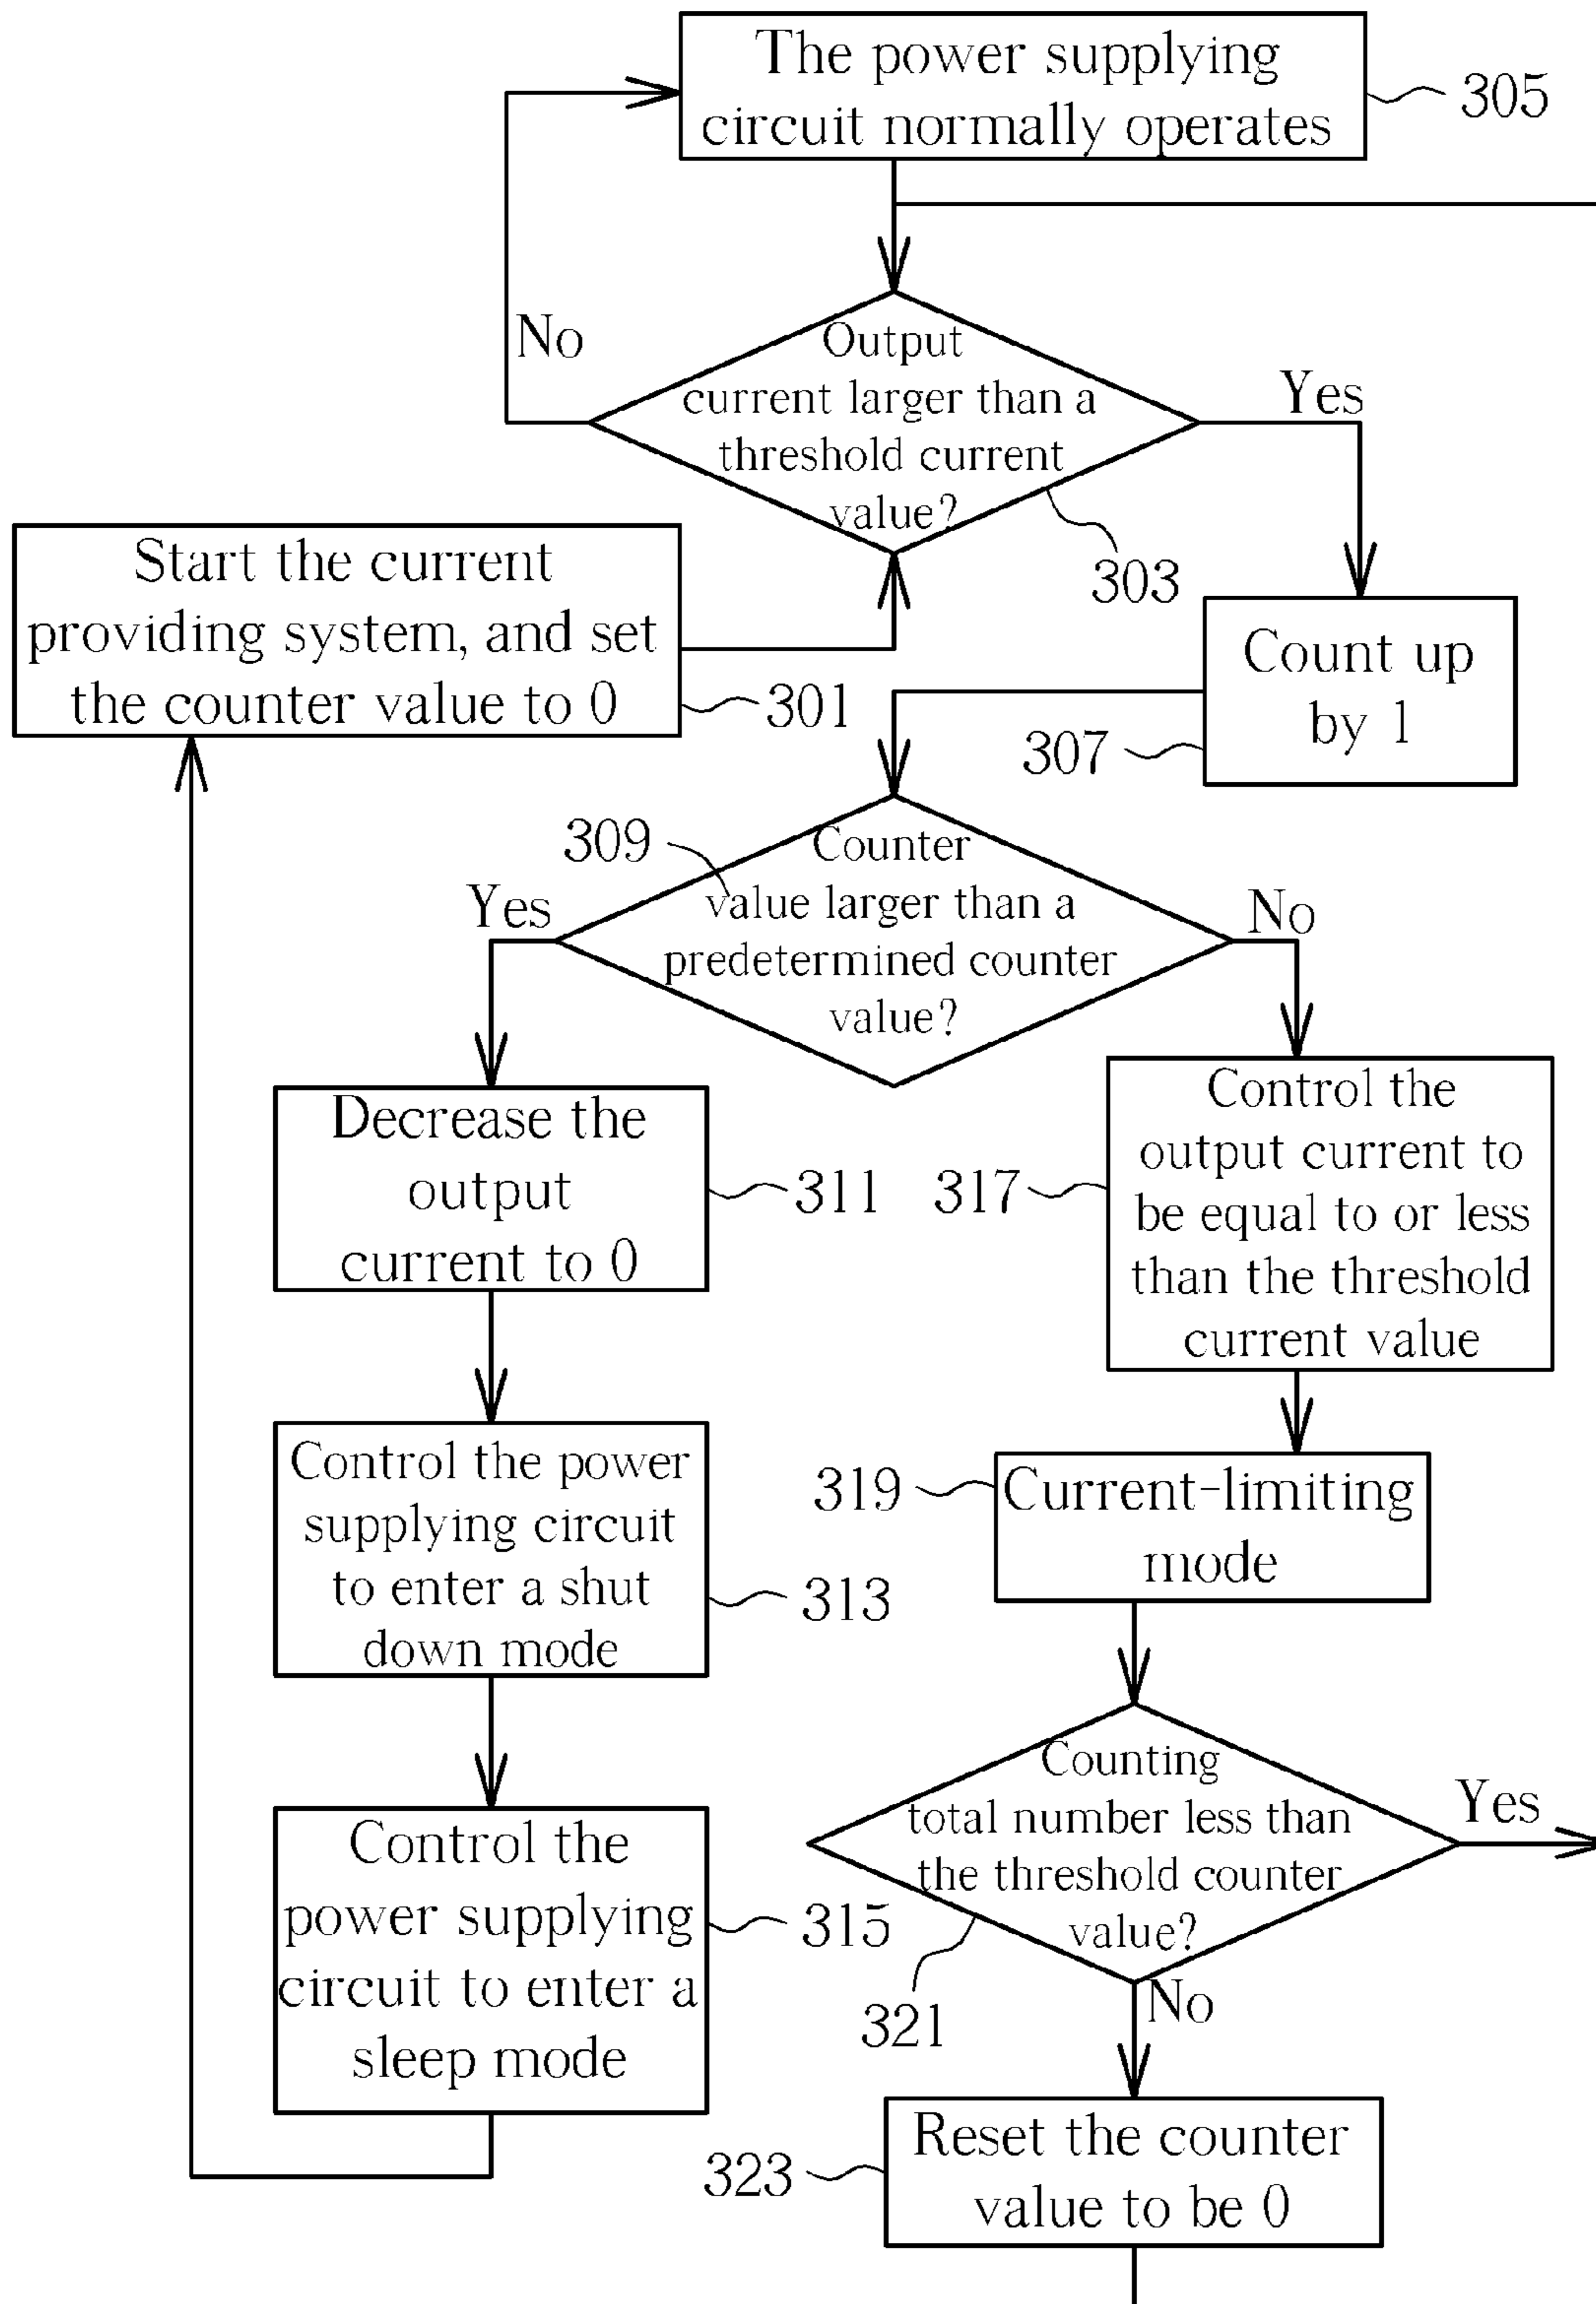 The power supplying
circuit normally operates
305
No
Output
current larger than a
threshold current
value?
Yes
303
Start the current
providing system, and set
the counter value to 0
301
Count up
by 1
307
309
Counter
value larger than a
predetermined counter
value?
Yes
No
Decrease the
output
current to 0
311
317
Control the
output current to
be equal to or less
than the threshold
current value
Control the power
supplying circuit
to enter a shut
down mode
313
319
Current-limiting
mode
Counting
total number less than
the threshold counter
value?
Yes
Control the
power supplying
circuit to enter a
sleep mode
315
321
No
323
Reset the counter
value to be 0